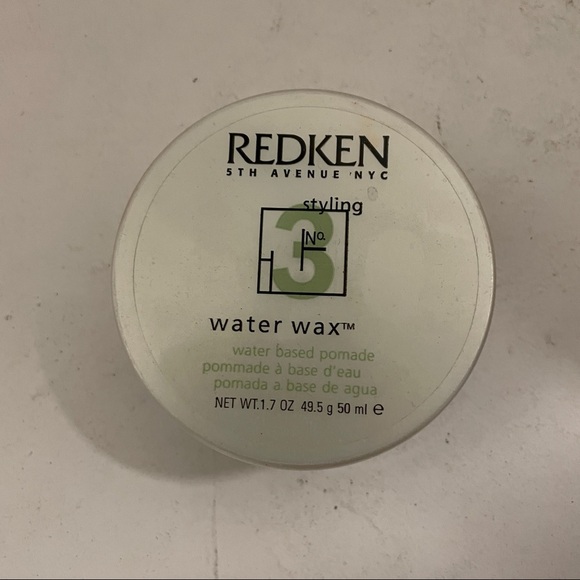 REDKEN
5TH AVENUE NYC
styling
No.
3
water wax™
water based pomade
pommade à base d'eau
pomada a base de agua
NET WT.1.7 OZ 49.5 g 50 ml e